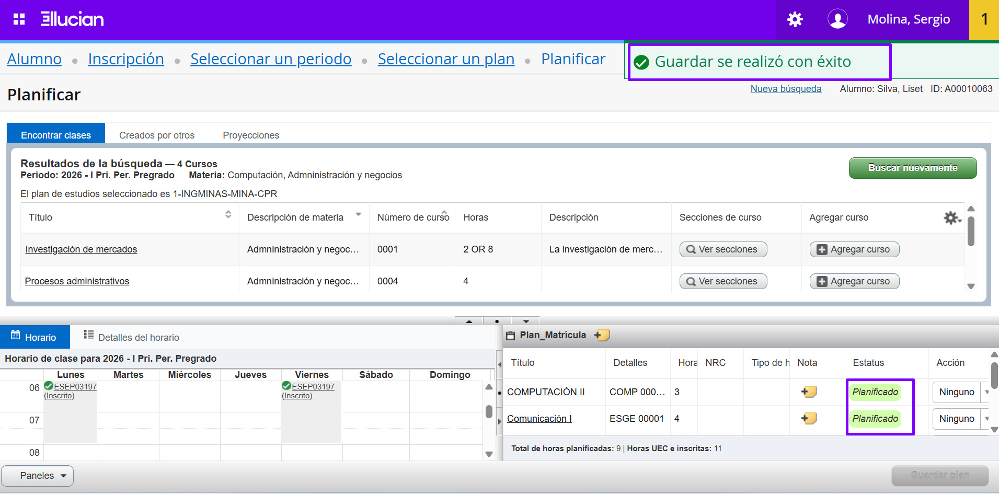 Ellucian
Molina, Sergio
1
Alumno • Inscripción • Seleccionar un periodo • Seleccionar un plan • Planificar
Guardar se realizó con éxito
Planificar
Nueva búsqueda Alumno: Silva, Liset ID: A00010063
Encontrar clases Creados por otros Proyecciones
Resultados de la búsqueda — 4 Cursos
Periodo: 2026 - I Pri. Per. Pregrado Materia: Computación, Admninistración y negocios
Buscar nuevamente
El plan de estudios seleccionado es 1-INGMINAS-MINA-CPR
Título Descripción de materia Número de curso Horas Descripción Secciones de curso Agregar curso
Investigación de mercados Admninistración y negoc... 0001 2 OR 8 La investigación de merc... Ver secciones Agregar curso
Procesos administrativos Admninistración y negoc... 0004 4 Ver secciones Agregar curso
Horario Detalles del horario
Horario de clase para 2026 - I Pri. Per. Pregrado
Lunes Martes Miércoles Jueves Viernes Sábado Domingo
06 ESEP03197 ESEP03197
(Inscrito) (Inscrito)
07
08
Plan_Matrícula
Título Detalles Hora NRC Tipo de h Nota Estatus Acción
COMPUTACIÓN II COMP 000... 3 Planificado Ninguno
Comunicación I ESGE 00001 4 Planificado Ninguno
Total de horas planificadas: 9 | Horas UEC e inscritas: 11
Paneles Guardar plan